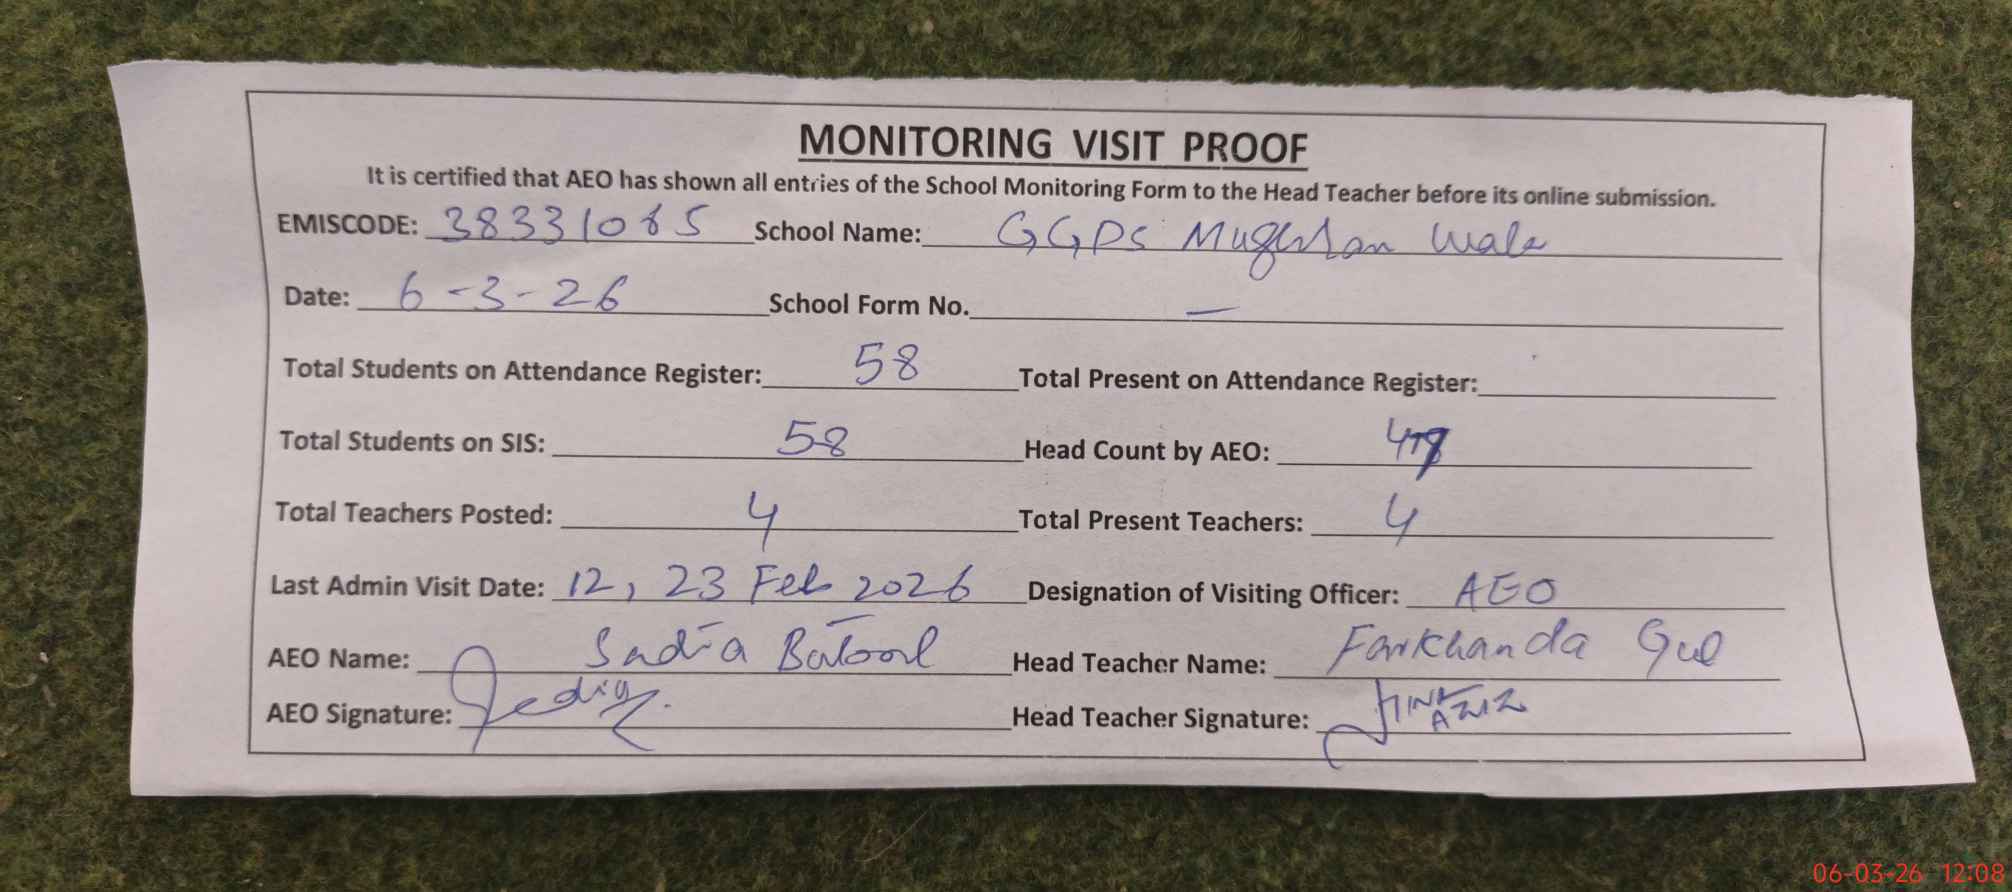 MONITORING VISIT PROOF
It is certified that AEO has shown all entries of the School Monitoring Form to the Head Teacher before its online submission.
EMISCODE: 38331085 School Name: GGPS Mughlan Wala
Date: 6-3-26 School Form No. —
Total Students on Attendance Register: 58 Total Present on Attendance Register:
Total Students on SIS: 58 Head Count by AEO:
Total Teachers Posted: 4 Total Present Teachers: 4
Last Admin Visit Date: 12, 23 Feb 2026 Designation of Visiting Officer: AEO
AEO Name: Sadia Batool Head Teacher Name: Farkhanda Gul
AEO Signature: Sadia Head Teacher Signature: AZIZ
06-03-26 12:08